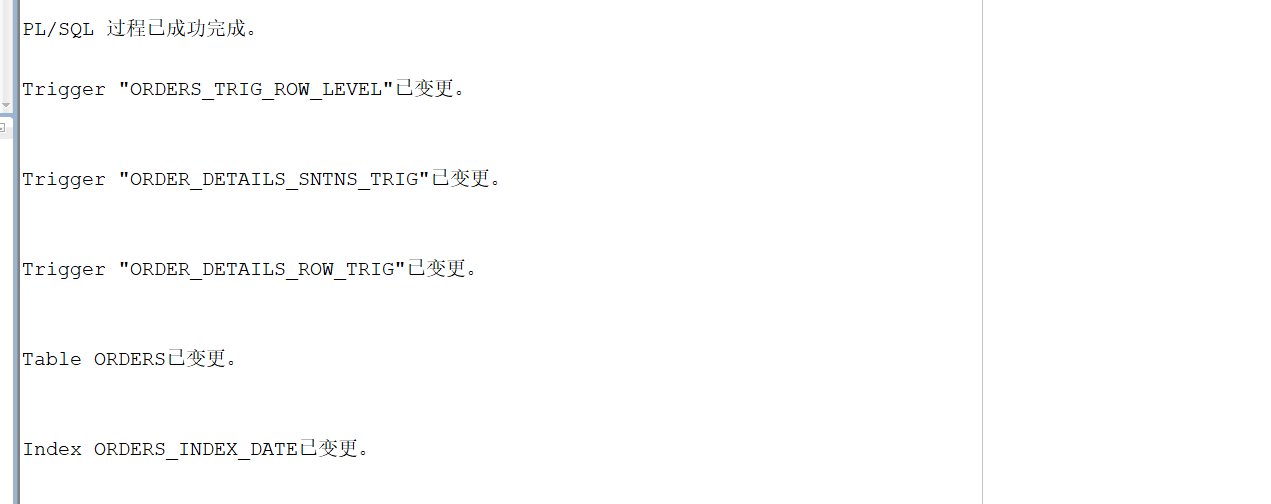 PL/SQL 过程已成功完成。
Trigger "ORDERS_TRIG_ROW_LEVEL"已变更。
Trigger "ORDER_DETAILS_SNTNS_TRIG"已变更。
Trigger "ORDER_DETAILS_ROW_TRIG"已变更。
Table ORDERS已变更。
Index ORDERS_INDEX_DATE已变更。